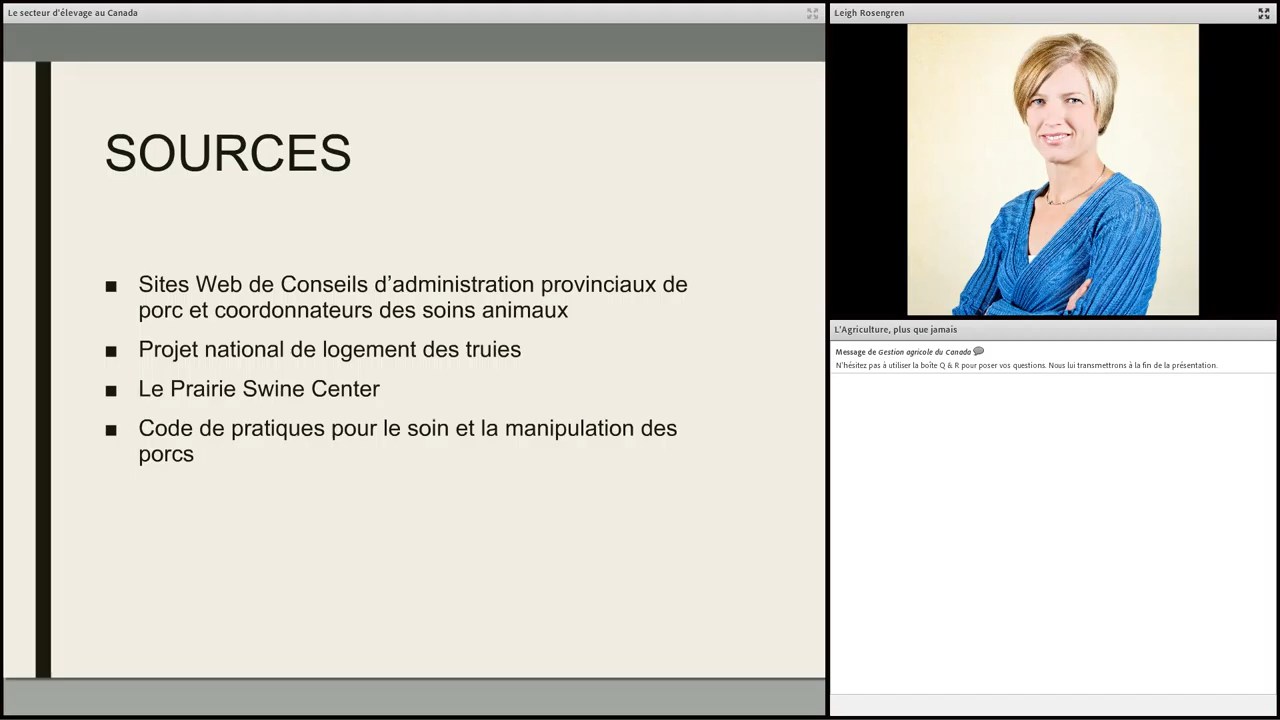 Le secteur d'élevage au Canada
SOURCES
■ Sites Web de Conseils d’administration provinciaux de
porc et coordonnateurs des soins animaux
■ Projet national de logement des truies
■ Le Prairie Swine Center
■ Code de pratiques pour le soin et la manipulation des
porcs
Leigh Rosengren
L'Agriculture, plus que jamais
Message de Gestion agricole du Canada
N'hésitez pas à utiliser la boîte Q & R pour poser vos questions. Nous lui transmettrons à la fin de la présentation.